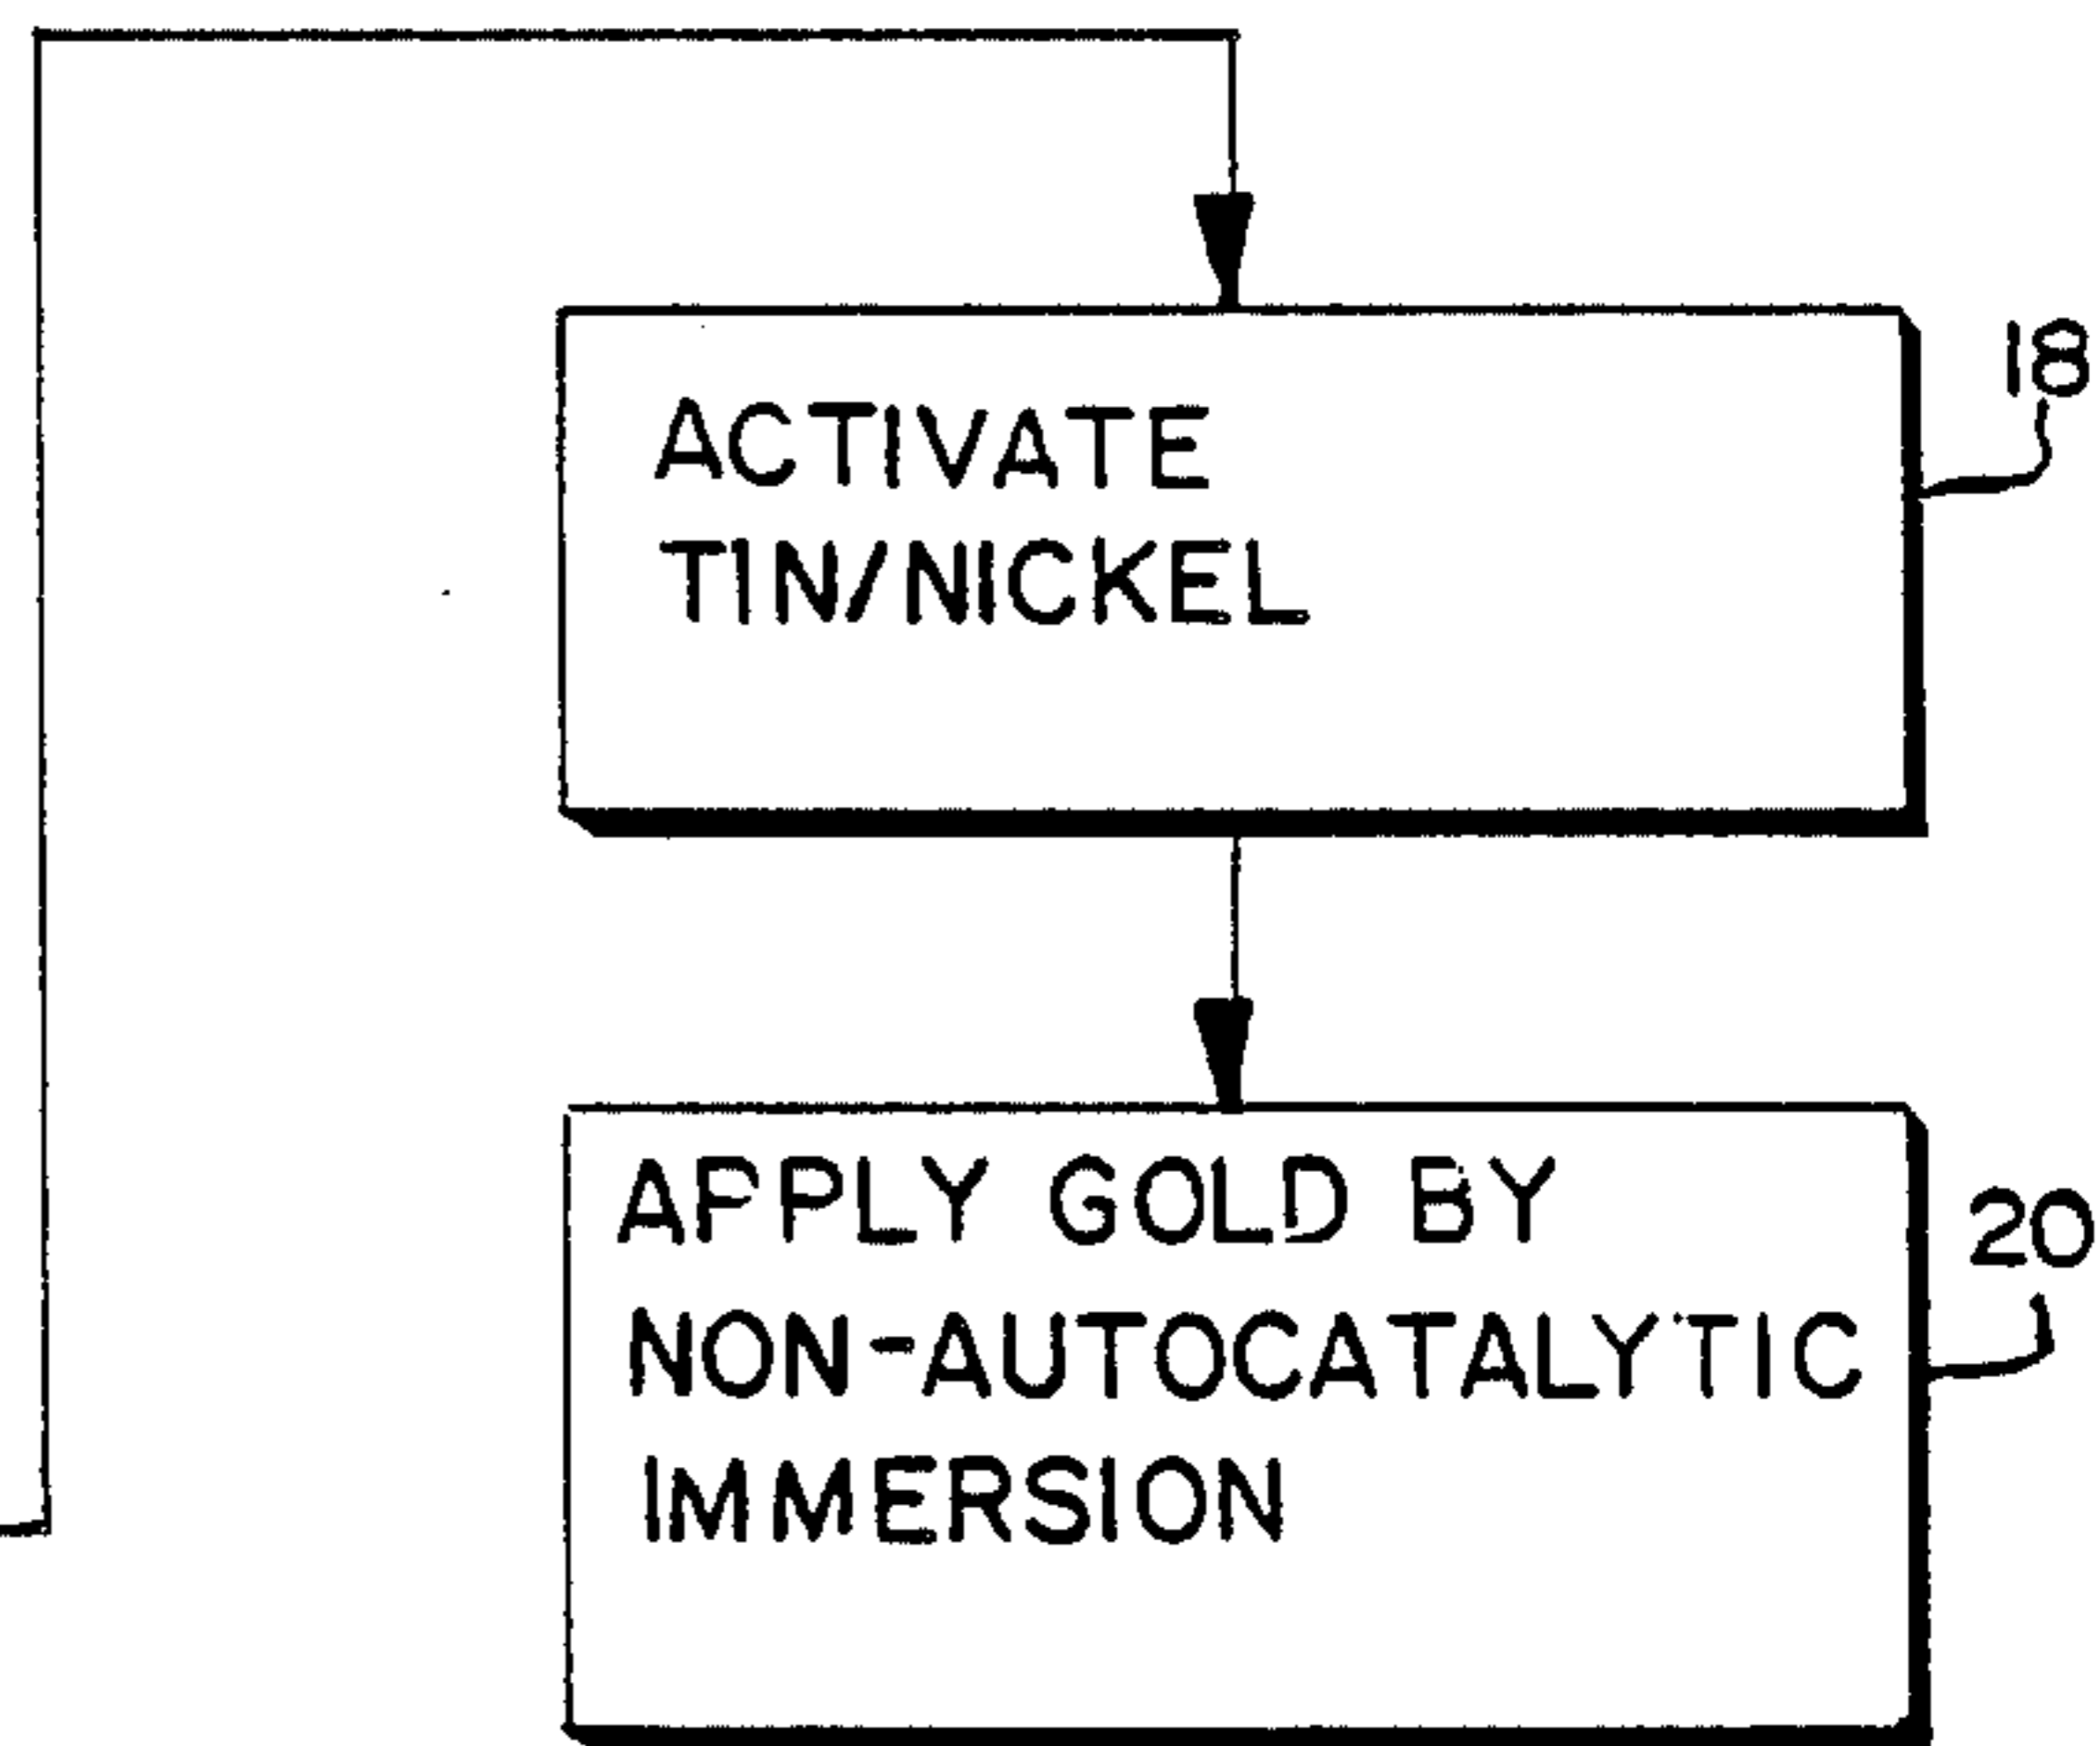 18
ACTIVATE
TIN/NICKEL
APPLY GOLD BY
20
NON-AUTOCATALYTIC
IMMERSION